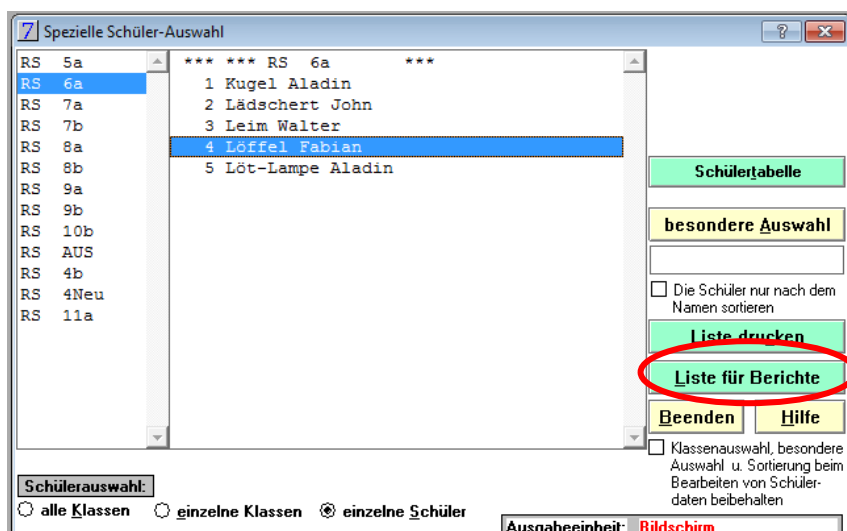 7 Spezielle Schüler-Auswahl
RS 5a
RS 6a
RS 7a
RS 7b
RS 8a
RS 8b
RS 9a
RS 9b
RS 10b
RS AUS
RS 4b
RS 4Neu
RS 11a
*** *** RS 6a ***
1 Kugel Aladin
2 Lädschert John
3 Leim Walter
4 Löffel Fabian
5 Löt-Lampe Aladin
Schülertabelle
besondere Auswahl
Die Schüler nur nach dem
Namen sortieren
Liste drucken
Liste für Berichte
Beenden Hilfe
Klassenauswahl, besondere
Auswahl u. Sortierung beim
Bearbeiten von Schüler-
daten beibehalten
Schülerauswahl:
alle Klassen einzelne Klassen einzelne Schüler
Ausgabeeinheit: Bildschirm